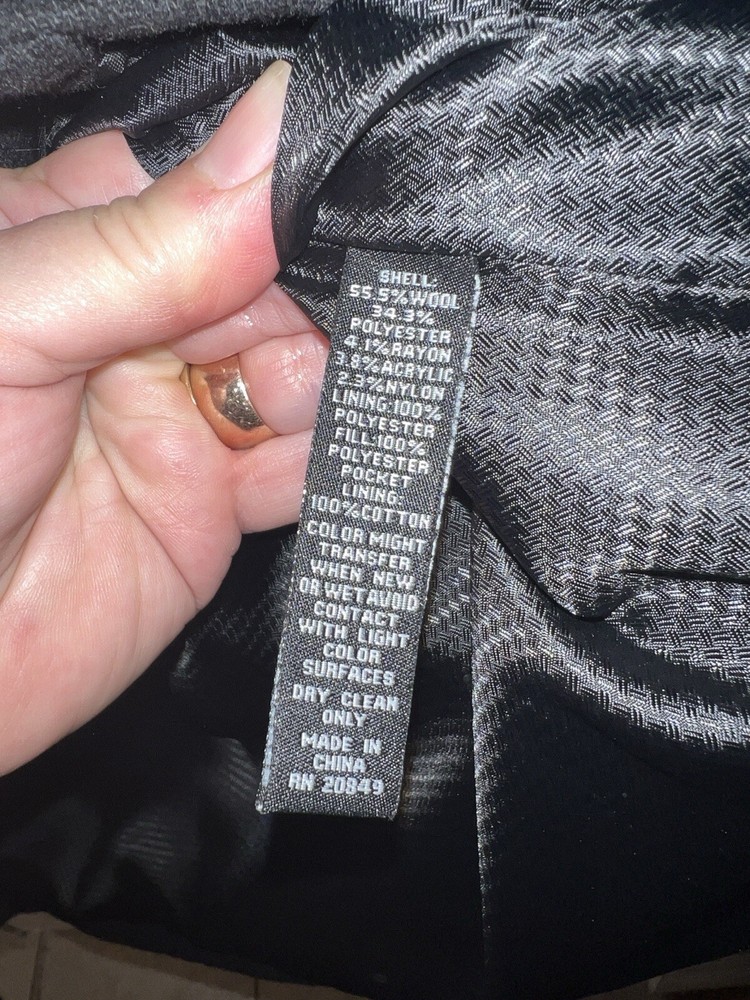 SHELL:
55.5%WOOL
34.3%
POLYESTER
4.1%RAYON
3.8%ACRYLIC
2.3%NYLON
LINING:100%
POLYESTER
FILL:100%
POLYESTER
POCKET
LINING:
100%COTTON
COLOR MIGHT
TRANSFER
WHEN NEW
OR WET AVOID
CONTACT
WITH LIGHT
COLOR
SURFACES
DRY CLEAN
ONLY
MADE IN
CHINA
RN 20849